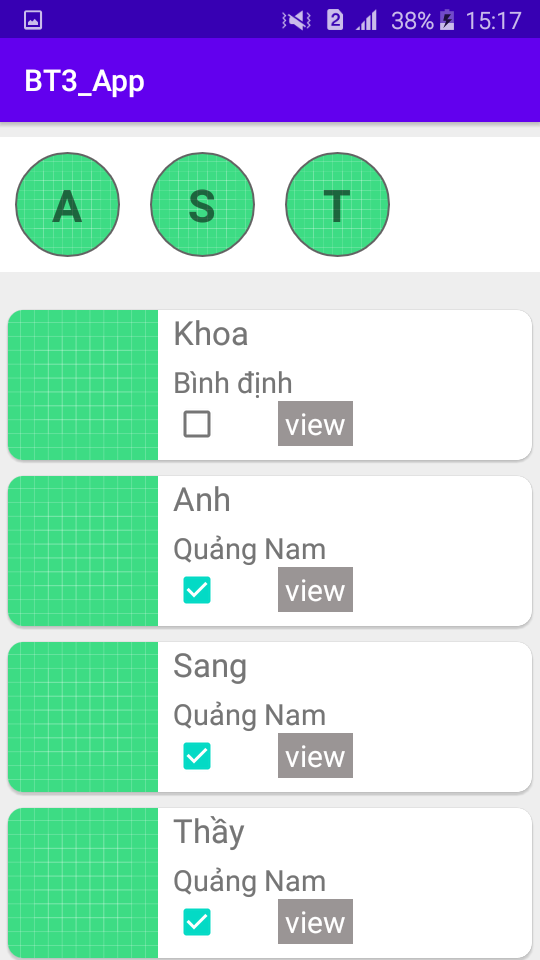 2 38% 15:17
BT3_App
A S T
Khoa
Bình định
view
Anh
Quảng Nam
view
Sang
Quảng Nam
view
Thầy
Quảng Nam
view